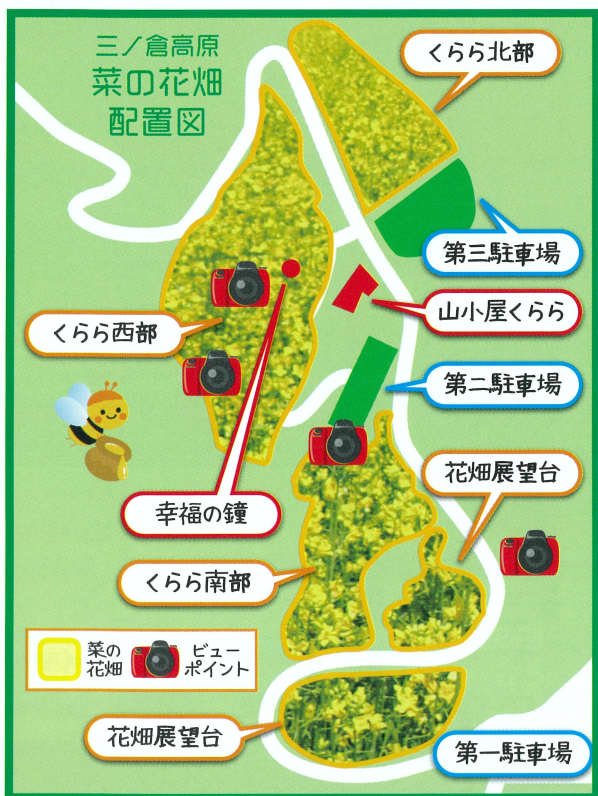 三ノ倉高原
菜の花畑
配置図
くらら北部
第三駐車場
山小屋くらら
くらら西部
第二駐車場
花畑展望台
幸福の鐘
くらら南部
菜の
花畑
ビュー
ポイント
花畑展望台
第一駐車場